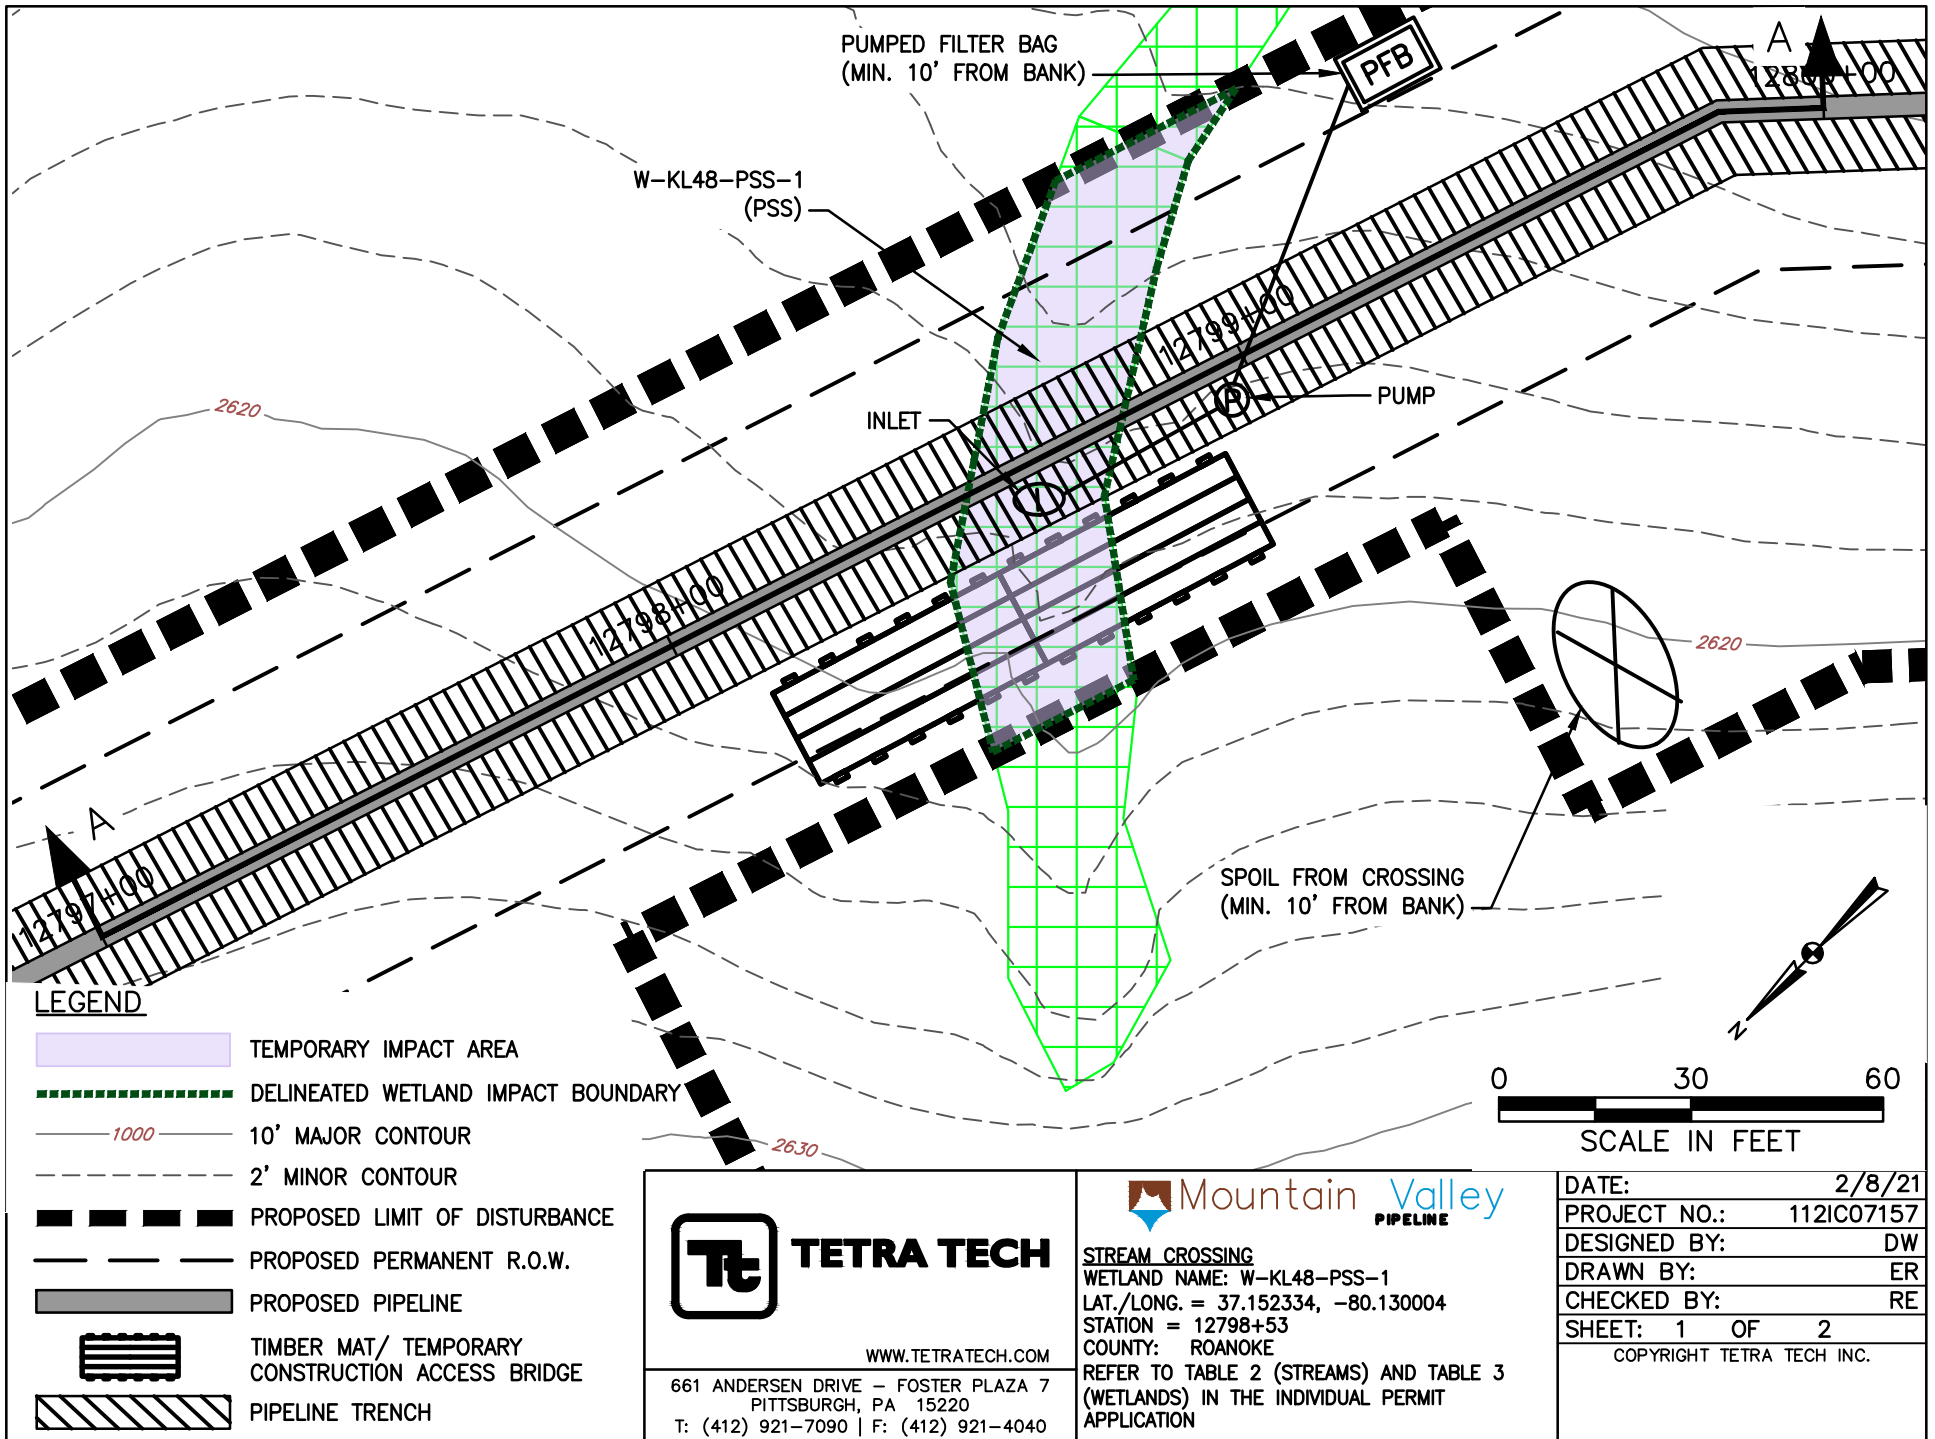 PUMPED FILTER BAG
(MIN. 10' FROM BANK)
PFB
A
12800+00
W-KL48-PSS-1
(PSS)
12799+00
2620
INLET
I
P
PUMP
12798+00
2620
A
12797+00
SPOIL FROM CROSSING
(MIN. 10' FROM BANK)
N
2630
LEGEND
TEMPORARY IMPACT AREA
DELINEATED WETLAND IMPACT BOUNDARY
1000
10' MAJOR CONTOUR
2' MINOR CONTOUR
PROPOSED LIMIT OF DISTURBANCE
PROPOSED PERMANENT R.O.W.
PROPOSED PIPELINE
TIMBER MAT/ TEMPORARY
CONSTRUCTION ACCESS BRIDGE
PIPELINE TRENCH
0 30 60
SCALE IN FEET
Tt TETRA TECH
WWW.TETRATECH.COM
661 ANDERSEN DRIVE – FOSTER PLAZA 7
PITTSBURGH, PA 15220
T: (412) 921-7090 | F: (412) 921-4040
Mountain Valley
PIPELINE
STREAM CROSSING
WETLAND NAME: W-KL48-PSS-1
LAT./LONG. = 37.152334, -80.130004
STATION = 12798+53
COUNTY: ROANOKE
REFER TO TABLE 2 (STREAMS) AND TABLE 3
(WETLANDS) IN THE INDIVIDUAL PERMIT
APPLICATION
DATE: 2/8/21
PROJECT NO.: 112IC07157
DESIGNED BY: DW
DRAWN BY: ER
CHECKED BY: RE
SHEET: 1 OF 2
COPYRIGHT TETRA TECH INC.